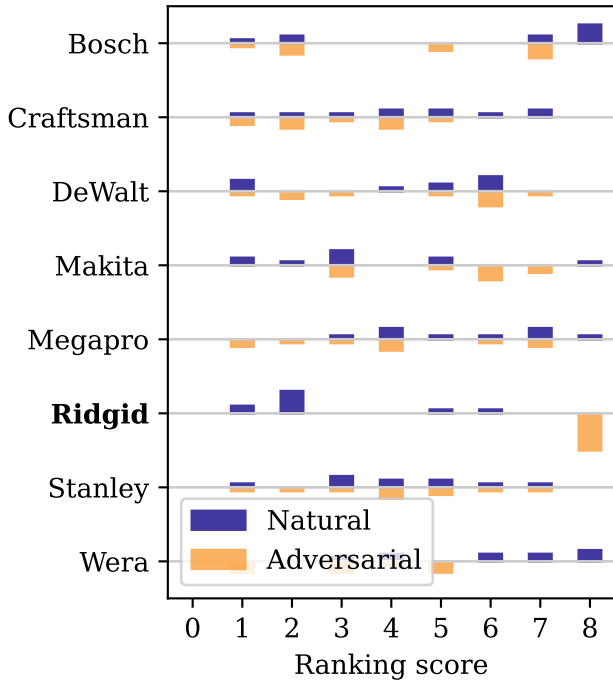 Bosch
Craftsman
DeWalt
Makita
Megapro
Ridgid
Stanley
Wera
Natural
Adversarial
0 1 2 3 4 5 6 7 8
Ranking score